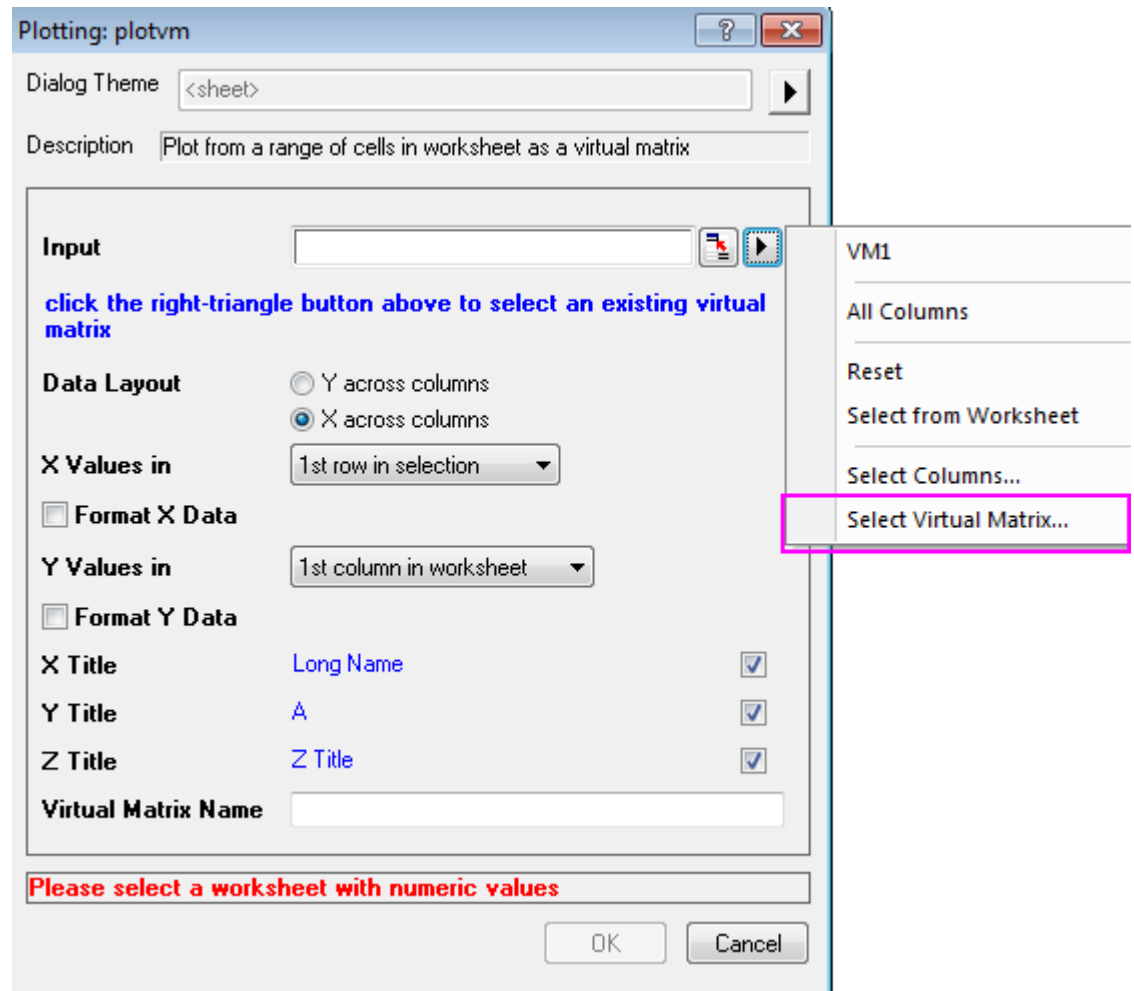 Plotting: plotvm
Dialog Theme <sheet>
Description Plot from a range of cells in worksheet as a virtual matrix
Input
click the right-triangle button above to select an existing virtual
matrix
Data Layout Y across columns
X across columns
X Values in 1st row in selection
Format X Data
Y Values in 1st column in worksheet
Format Y Data
X Title Long Name
Y Title A
Z Title Z Title
Virtual Matrix Name
Please select a worksheet with numeric values
OK Cancel
VM1
All Columns
Reset
Select from Worksheet
Select Columns...
Select Virtual Matrix...